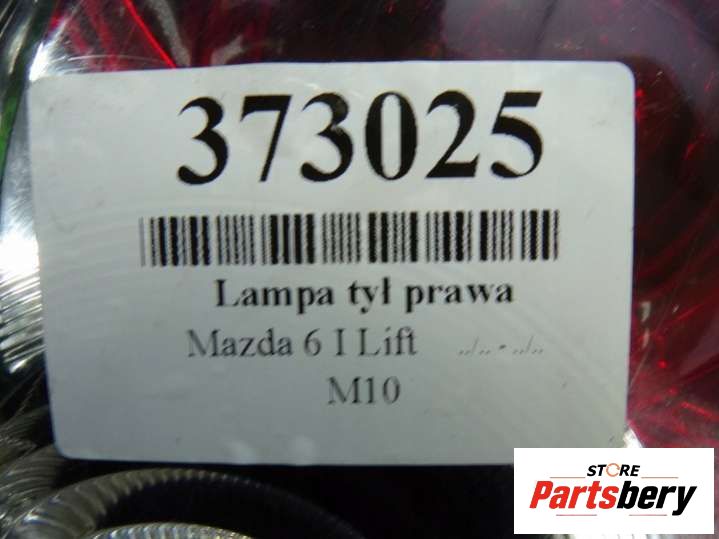 373025
Lampa tył prawa
Mazda 6 I Lift ../.. - ../..
M10
STORE
Partsbery